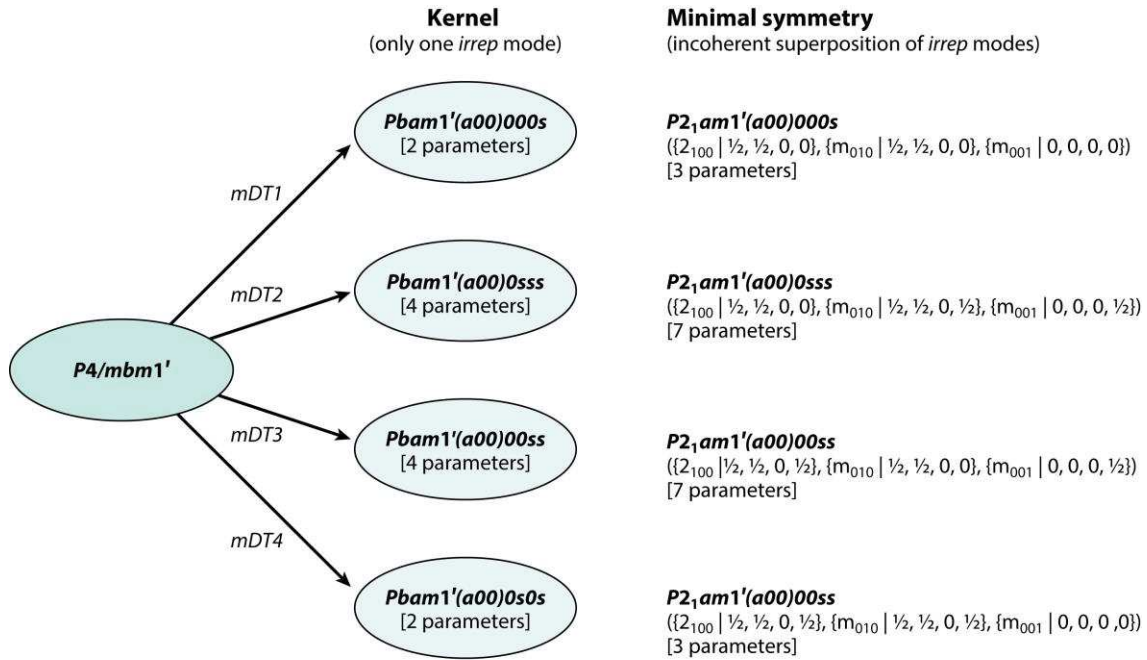 Kernel
(only one irrep mode)
Minimal symmetry
(incoherent superposition of irrep modes)
P4/mbm1′
mDT1
Pbam1′(a00)000s
[2 parameters]
P2₁am1′(a00)000s
({2₁₀₀ | ½, ½, 0, 0}, {m₀₁₀ | ½, ½, 0, 0}, {m₀₀₁ | 0, 0, 0, 0})
[3 parameters]
mDT2
Pbam1′(a00)0sss
[4 parameters]
P2₁am1′(a00)0sss
({2₁₀₀ | ½, ½, 0, 0}, {m₀₁₀ | ½, ½, 0, ½}, {m₀₀₁ | 0, 0, 0, ½})
[7 parameters]
mDT3
Pbam1′(a00)00ss
[4 parameters]
P2₁am1′(a00)00ss
({2₁₀₀ |½, ½, 0, ½}, {m₀₁₀ | ½, ½, 0, 0}, {m₀₀₁ | 0, 0, 0, ½})
[7 parameters]
mDT4
Pbam1′(a00)0s0s
[2 parameters]
P2₁am1′(a00)00ss
({2₁₀₀ | ½, ½, 0, ½}, {m₀₁₀ | ½, ½, 0, ½}, {m₀₀₁ | 0, 0, 0 ,0})
[3 parameters]